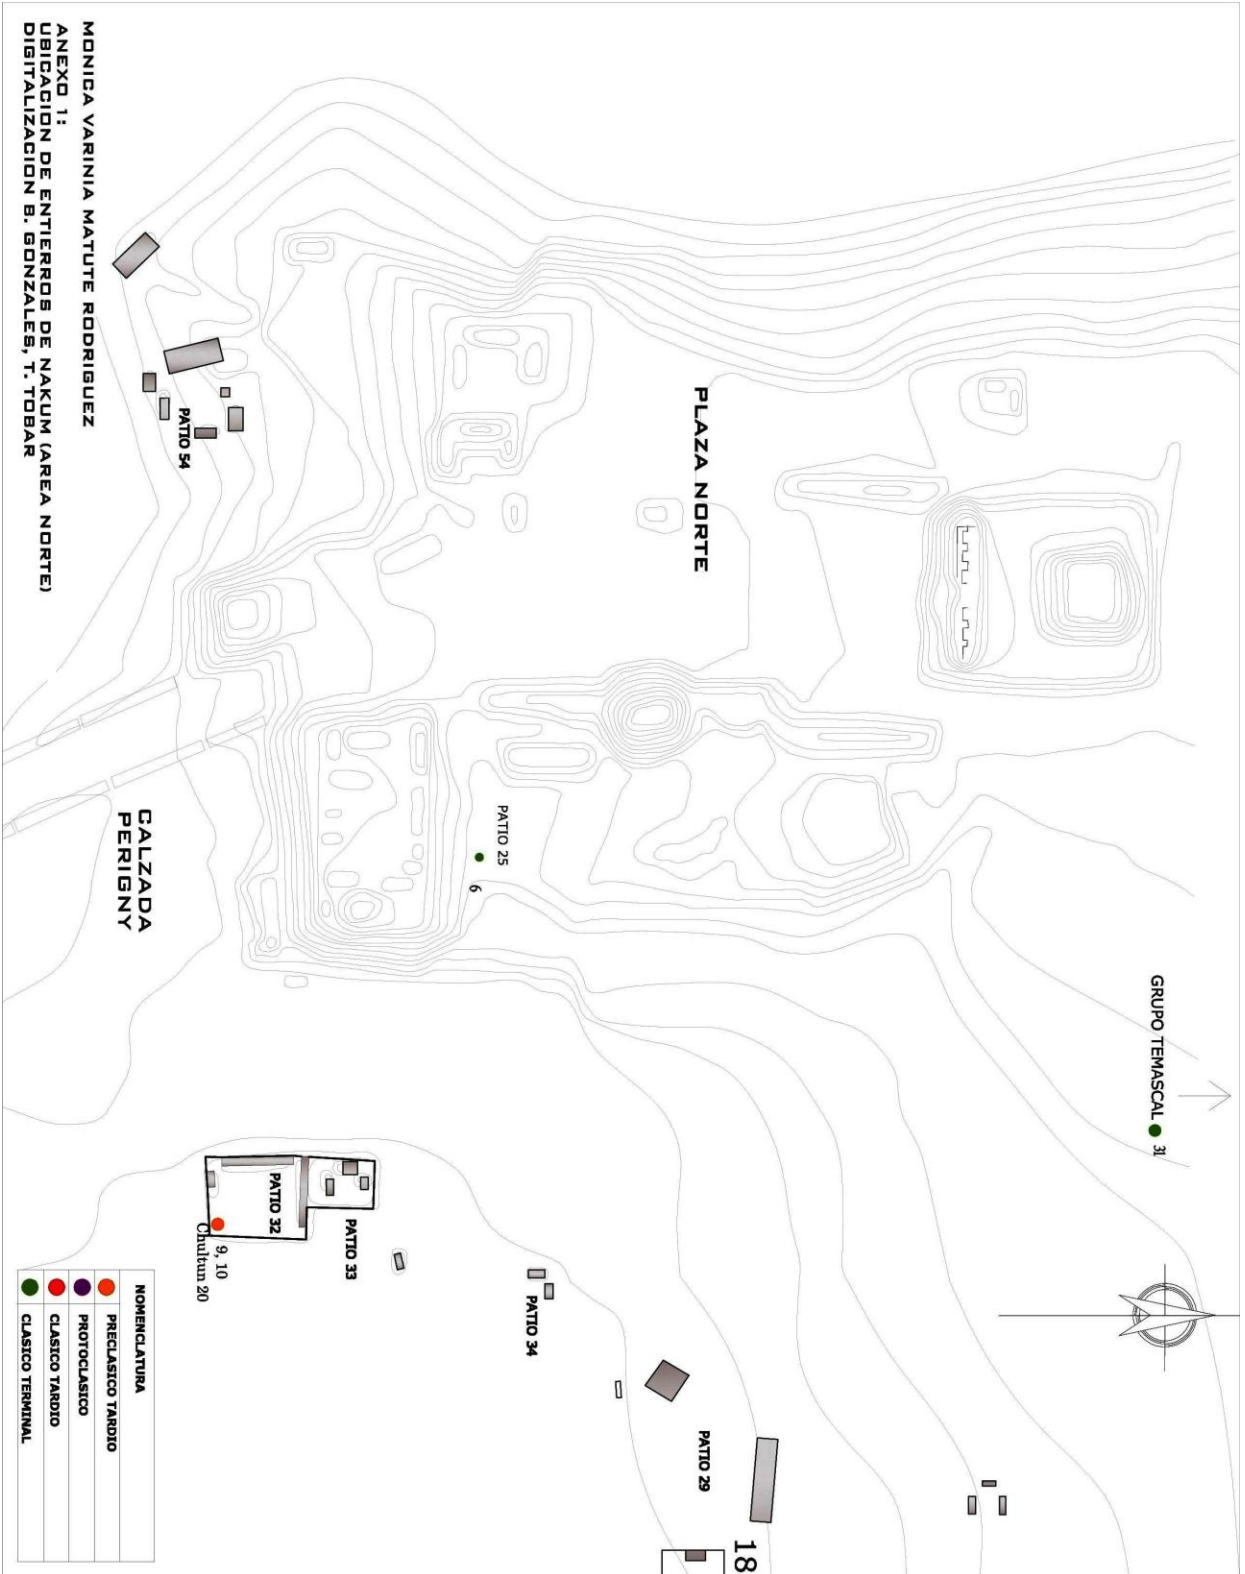 GRUPO TEMASCAL
31
PLAZA NORTE
PATIO 25
6
18
PATIO 29
PATIO 34
PATIO 33
PATIO 32
9, 10
Chultun 20
PATIO 54
CALZADA
PERIGNY
MONICA VARINIA MATUTE RODRIGUEZ
ANEXO 1:
UBICACION DE ENTIERROS DE NAKUM (AREA NORTE)
DIGITALIZACION B. GONZALES, T. TOBAR
NOMENCLATURA
PRECLASICO TARDIO
PROTOCLASICO
CLASICO TARDIO
CLASICO TERMINAL